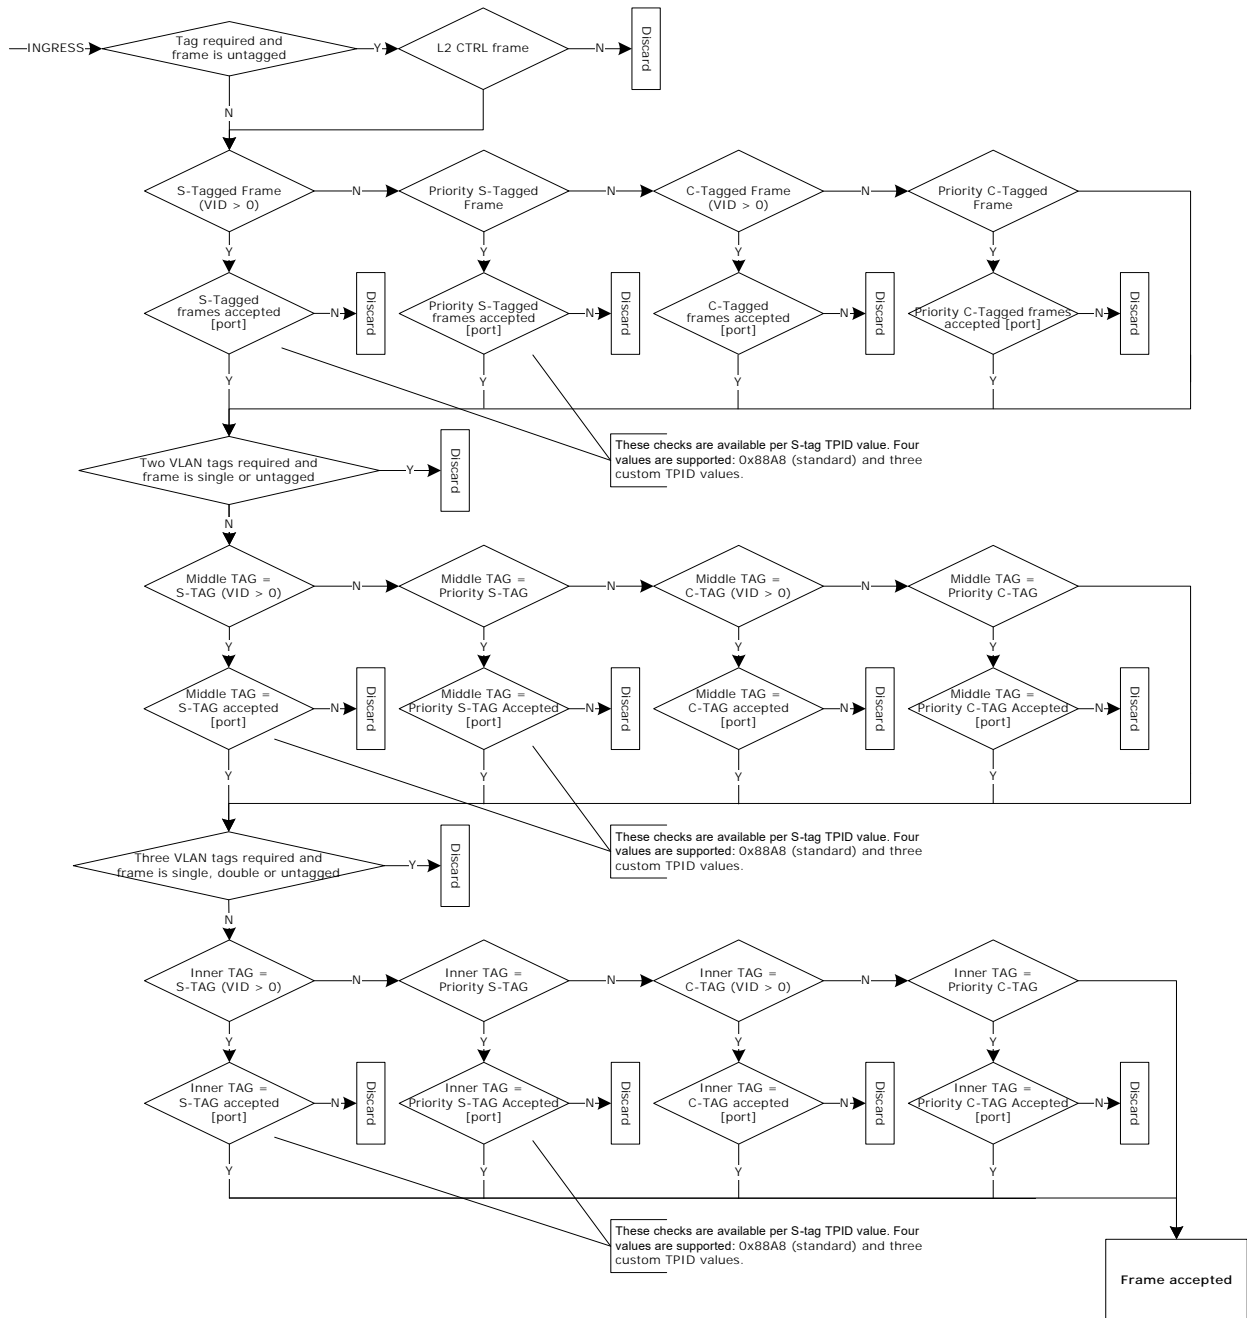 INGRESS
Tag required and
frame is untagged
Y
L2 CTRL frame
N
Discard
N
S-Tagged Frame
(VID > 0)
N
Priority S-Tagged
Frame
N
C-Tagged Frame
(VID > 0)
N
Priority C-Tagged
Frame
Y
Y
Y
Y
S-Tagged
frames accepted
[port]
N
Discard
Priority S-Tagged
frames accepted
[port]
N
Discard
C-Tagged
frames accepted
[port]
N
Discard
Priority C-Tagged frames
accepted [port]
N
Discard
Y
Y
Y
Y
These checks are available per S-tag TPID value. Four
values are supported: 0x88A8 (standard) and three
custom TPID values.
Two VLAN tags required and
frame is single or untagged
Y
Discard
N
Middle TAG =
S-TAG (VID > 0)
N
Middle TAG =
Priority S-TAG
N
Middle TAG =
C-TAG (VID > 0)
N
Middle TAG =
Priority C-TAG
Y
Y
Y
Y
Middle TAG =
S-TAG accepted
[port]
N
Discard
Middle TAG =
Priority S-TAG Accepted
[port]
N
Discard
Middle TAG =
C-TAG accepted
[port]
N
Discard
Middle TAG =
Priority C-TAG Accepted
[port]
N
Discard
Y
Y
Y
Y
These checks are available per S-tag TPID value. Four
values are supported: 0x88A8 (standard) and three
custom TPID values.
Three VLAN tags required and
frame is single, double or untagged
Y
Discard
N
Inner TAG =
S-TAG (VID > 0)
N
Inner TAG =
Priority S-TAG
N
Inner TAG =
C-TAG (VID > 0)
N
Inner TAG =
Priority C-TAG
Y
Y
Y
Y
Inner TAG =
S-TAG accepted
[port]
N
Discard
Inner TAG =
Priority S-TAG Accepted
[port]
N
Discard
Inner TAG =
C-TAG accepted
[port]
N
Discard
Inner TAG =
Priority C-TAG Accepted
[port]
N
Discard
Y
Y
Y
Y
These checks are available per S-tag TPID value. Four
values are supported: 0x88A8 (standard) and three
custom TPID values.
Frame accepted